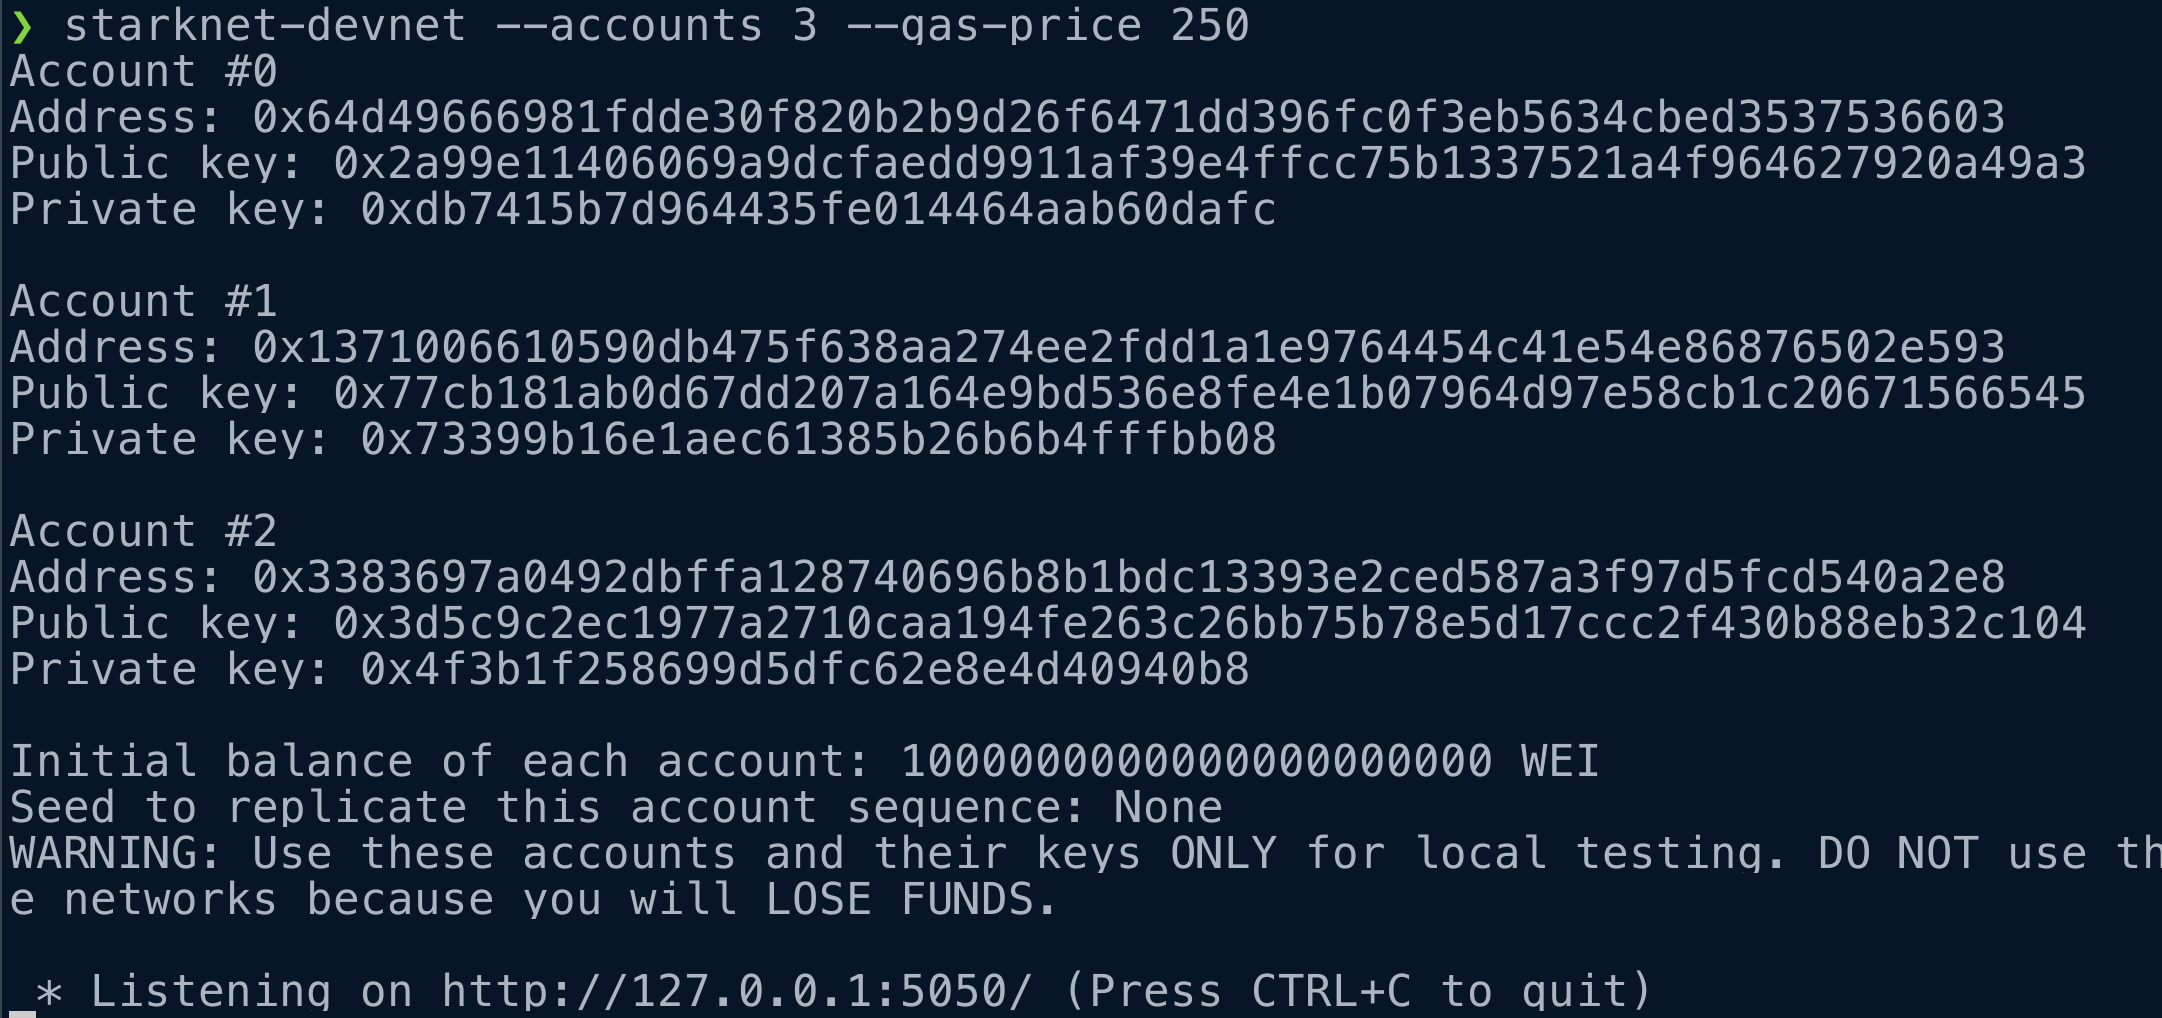 ❯ starknet-devnet --accounts 3 --gas-price 250
Account #0
Address: 0x64d49666981fdde30f820b2b9d26f6471dd396fc0f3eb5634cbed3537536603
Public key: 0x2a99e11406069a9dcfaedd9911af39e4ffcc75b1337521a4f964627920a49a3
Private key: 0xdb7415b7d964435fe014464aab60dafc
Account #1
Address: 0x1371006610590db475f638aa274ee2fdd1a1e9764454c41e54e86876502e593
Public key: 0x77cb181ab0d67dd207a164e9bd536e8fe4e1b07964d97e58cb1c20671566545
Private key: 0x73399b16e1aec61385b26b6b4fffbb08
Account #2
Address: 0x3383697a0492dbffa128740696b8b1bdc13393e2ced587a3f97d5fcd540a2e8
Public key: 0x3d5c9c2ec1977a2710caa194fe263c26bb75b78e5d17ccc2f430b88eb32c104
Private key: 0x4f3b1f258699d5dfc62e8e4d40940b8
Initial balance of each account: 1000000000000000000000 WEI
Seed to replicate this account sequence: None
WARNING: Use these accounts and their keys ONLY for local testing. DO NOT use th
e networks because you will LOSE FUNDS.
* Listening on http://127.0.0.1:5050/ (Press CTRL+C to quit)